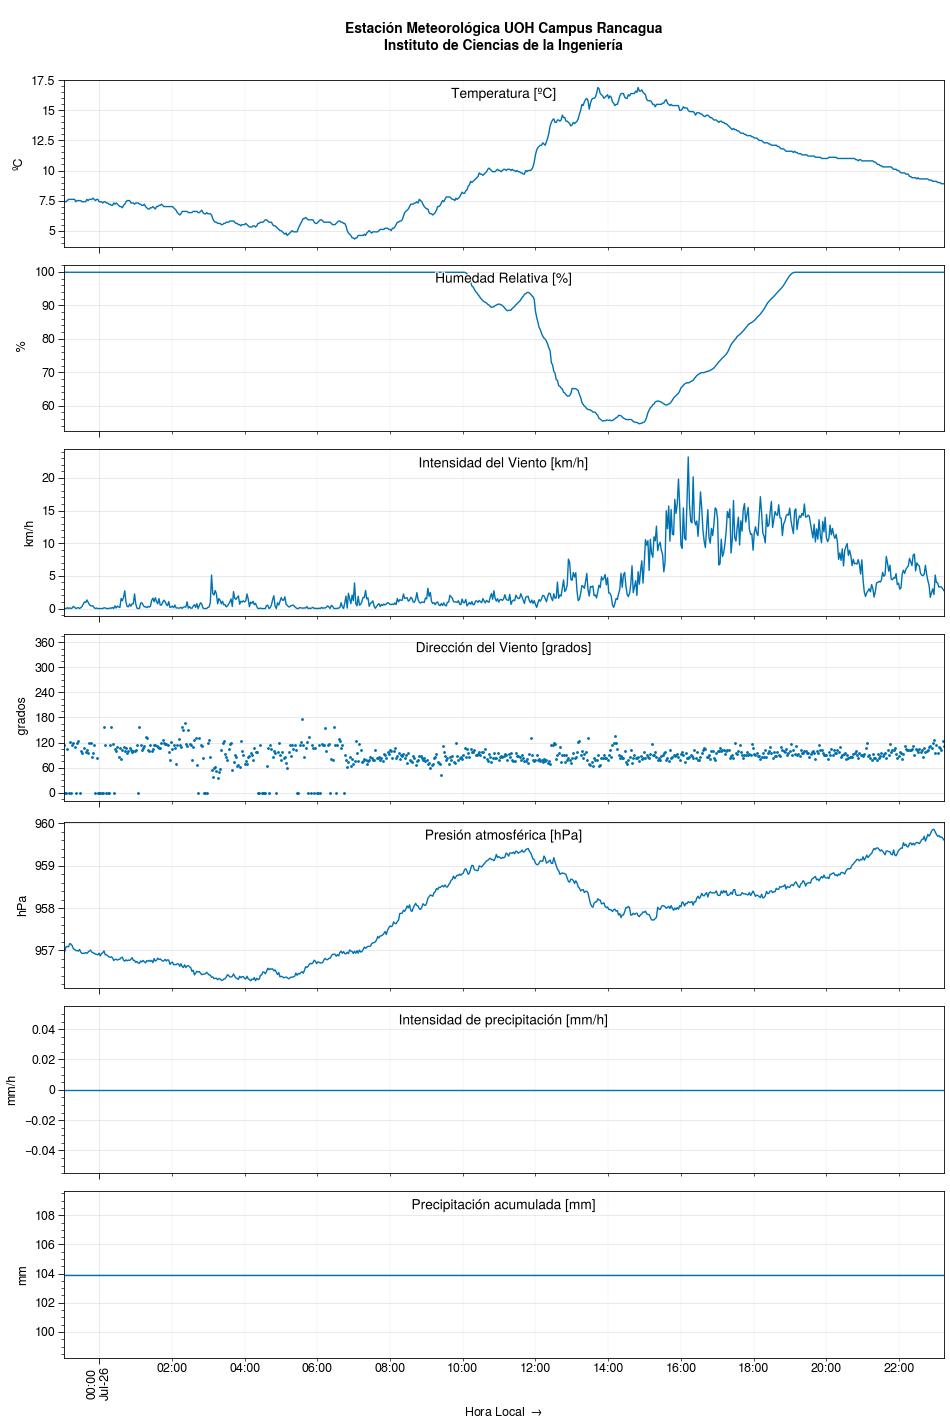 Estación Meteorológica UOH Campus Rancagua
Instituto de Ciencias de la Ingeniería
Temperatura [ºC]
17.5
15
12.5
10
7.5
5
ºC
Humedad Relativa [%]
100
90
80
70
60
%
Intensidad del Viento [km/h]
20
15
10
5
0
km/h
Dirección del Viento [grados]
360
300
240
180
120
60
0
grados
Presión atmosférica [hPa]
960
959
958
957
hPa
Intensidad de precipitación [mm/h]
0.04
0.02
0
−0.02
−0.04
mm/h
Precipitación acumulada [mm]
108
106
104
102
100
mm
00:00
Jul-26
02:00
04:00
06:00
08:00
10:00
12:00
14:00
16:00
18:00
20:00
22:00
Hora Local →